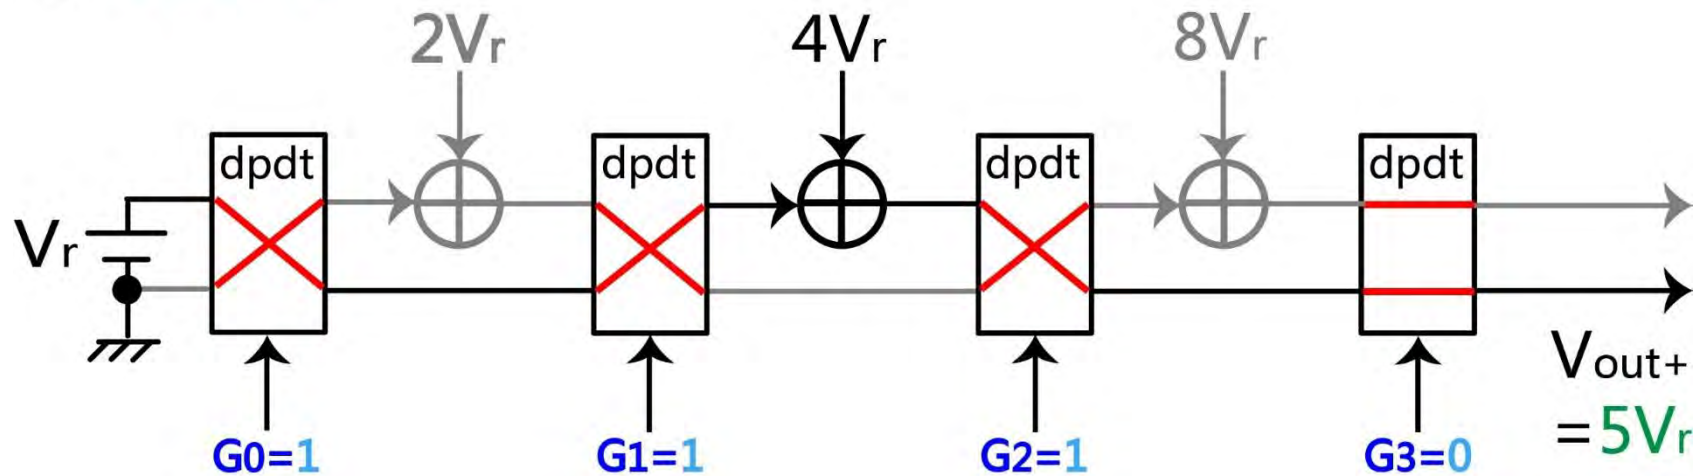 2Vr 4Vr 8Vr
dpdt dpdt dpdt dpdt
Vr
Vout+
=5Vr
G0=1 G1=1 G2=1 G3=0